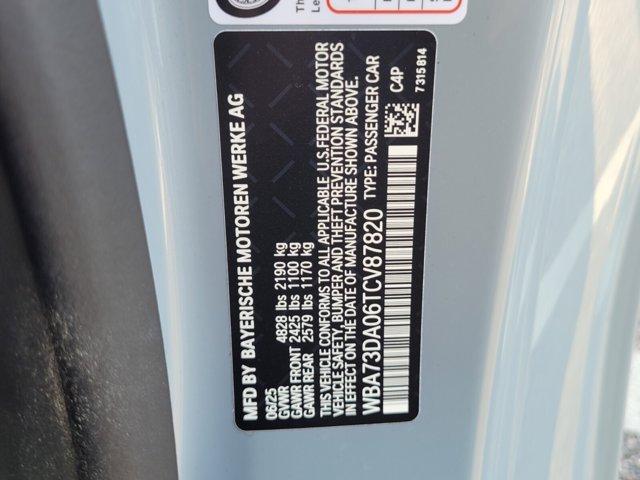 MFD BY BAYERISCHE MOTOREN WERKE AG
06/25
GVWR 4828 lbs 2190 kg
GAWR FRONT 2425 lbs 1100 kg
GAWR REAR 2579 lbs 1170 kg
THIS VEHICLE CONFORMS TO ALL APPLICABLE U.S.FEDERAL MOTOR
VEHICLE SAFETY, BUMPER AND THEFT PREVENTION STANDARDS
IN EFFECT ON THE DATE OF MANUFACTURE SHOWN ABOVE.
WBA73DA06TCV87820 TYPE: PASSENGER CAR
C4P
7315814